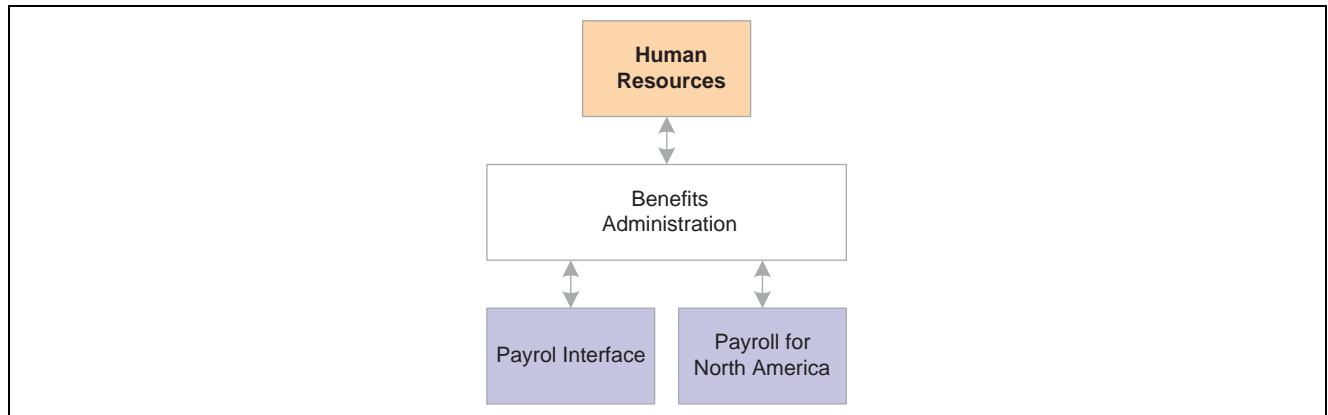 Human
Resources
Benefits
Administration
Payrol Interface
Payroll for
North America